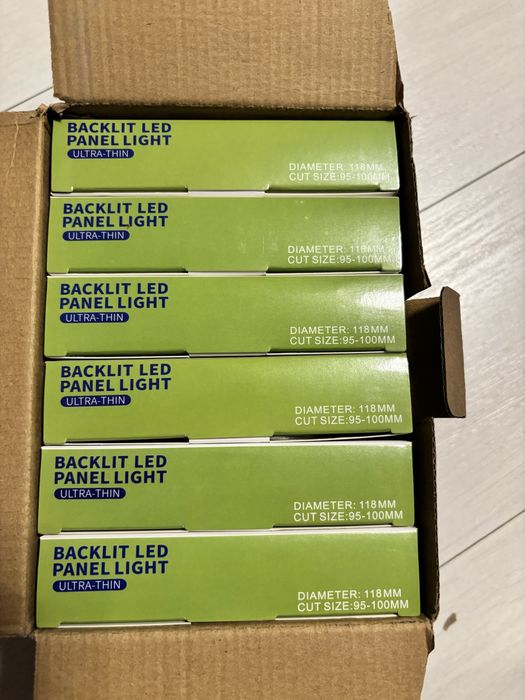 BACKLIT LED
PANEL LIGHT
ULTRA-THIN
DIAMETER: 118MM
CUT SIZE:95-100MM
BACKLIT LED
PANEL LIGHT
ULTRA-THIN
DIAMETER: 118MM
CUT SIZE:95-100MM
BACKLIT LED
PANEL LIGHT
ULTRA-THIN
DIAMETER: 118MM
CUT SIZE:95-100MM
BACKLIT LED
PANEL LIGHT
ULTRA-THIN
DIAMETER: 118MM
CUT SIZE:95-100MM
BACKLIT LED
PANEL LIGHT
ULTRA-THIN
DIAMETER: 118MM
CUT SIZE:95-100MM
BACKLIT LED
PANEL LIGHT
ULTRA-THIN
DIAMETER: 118MM
CUT SIZE:95-100MM